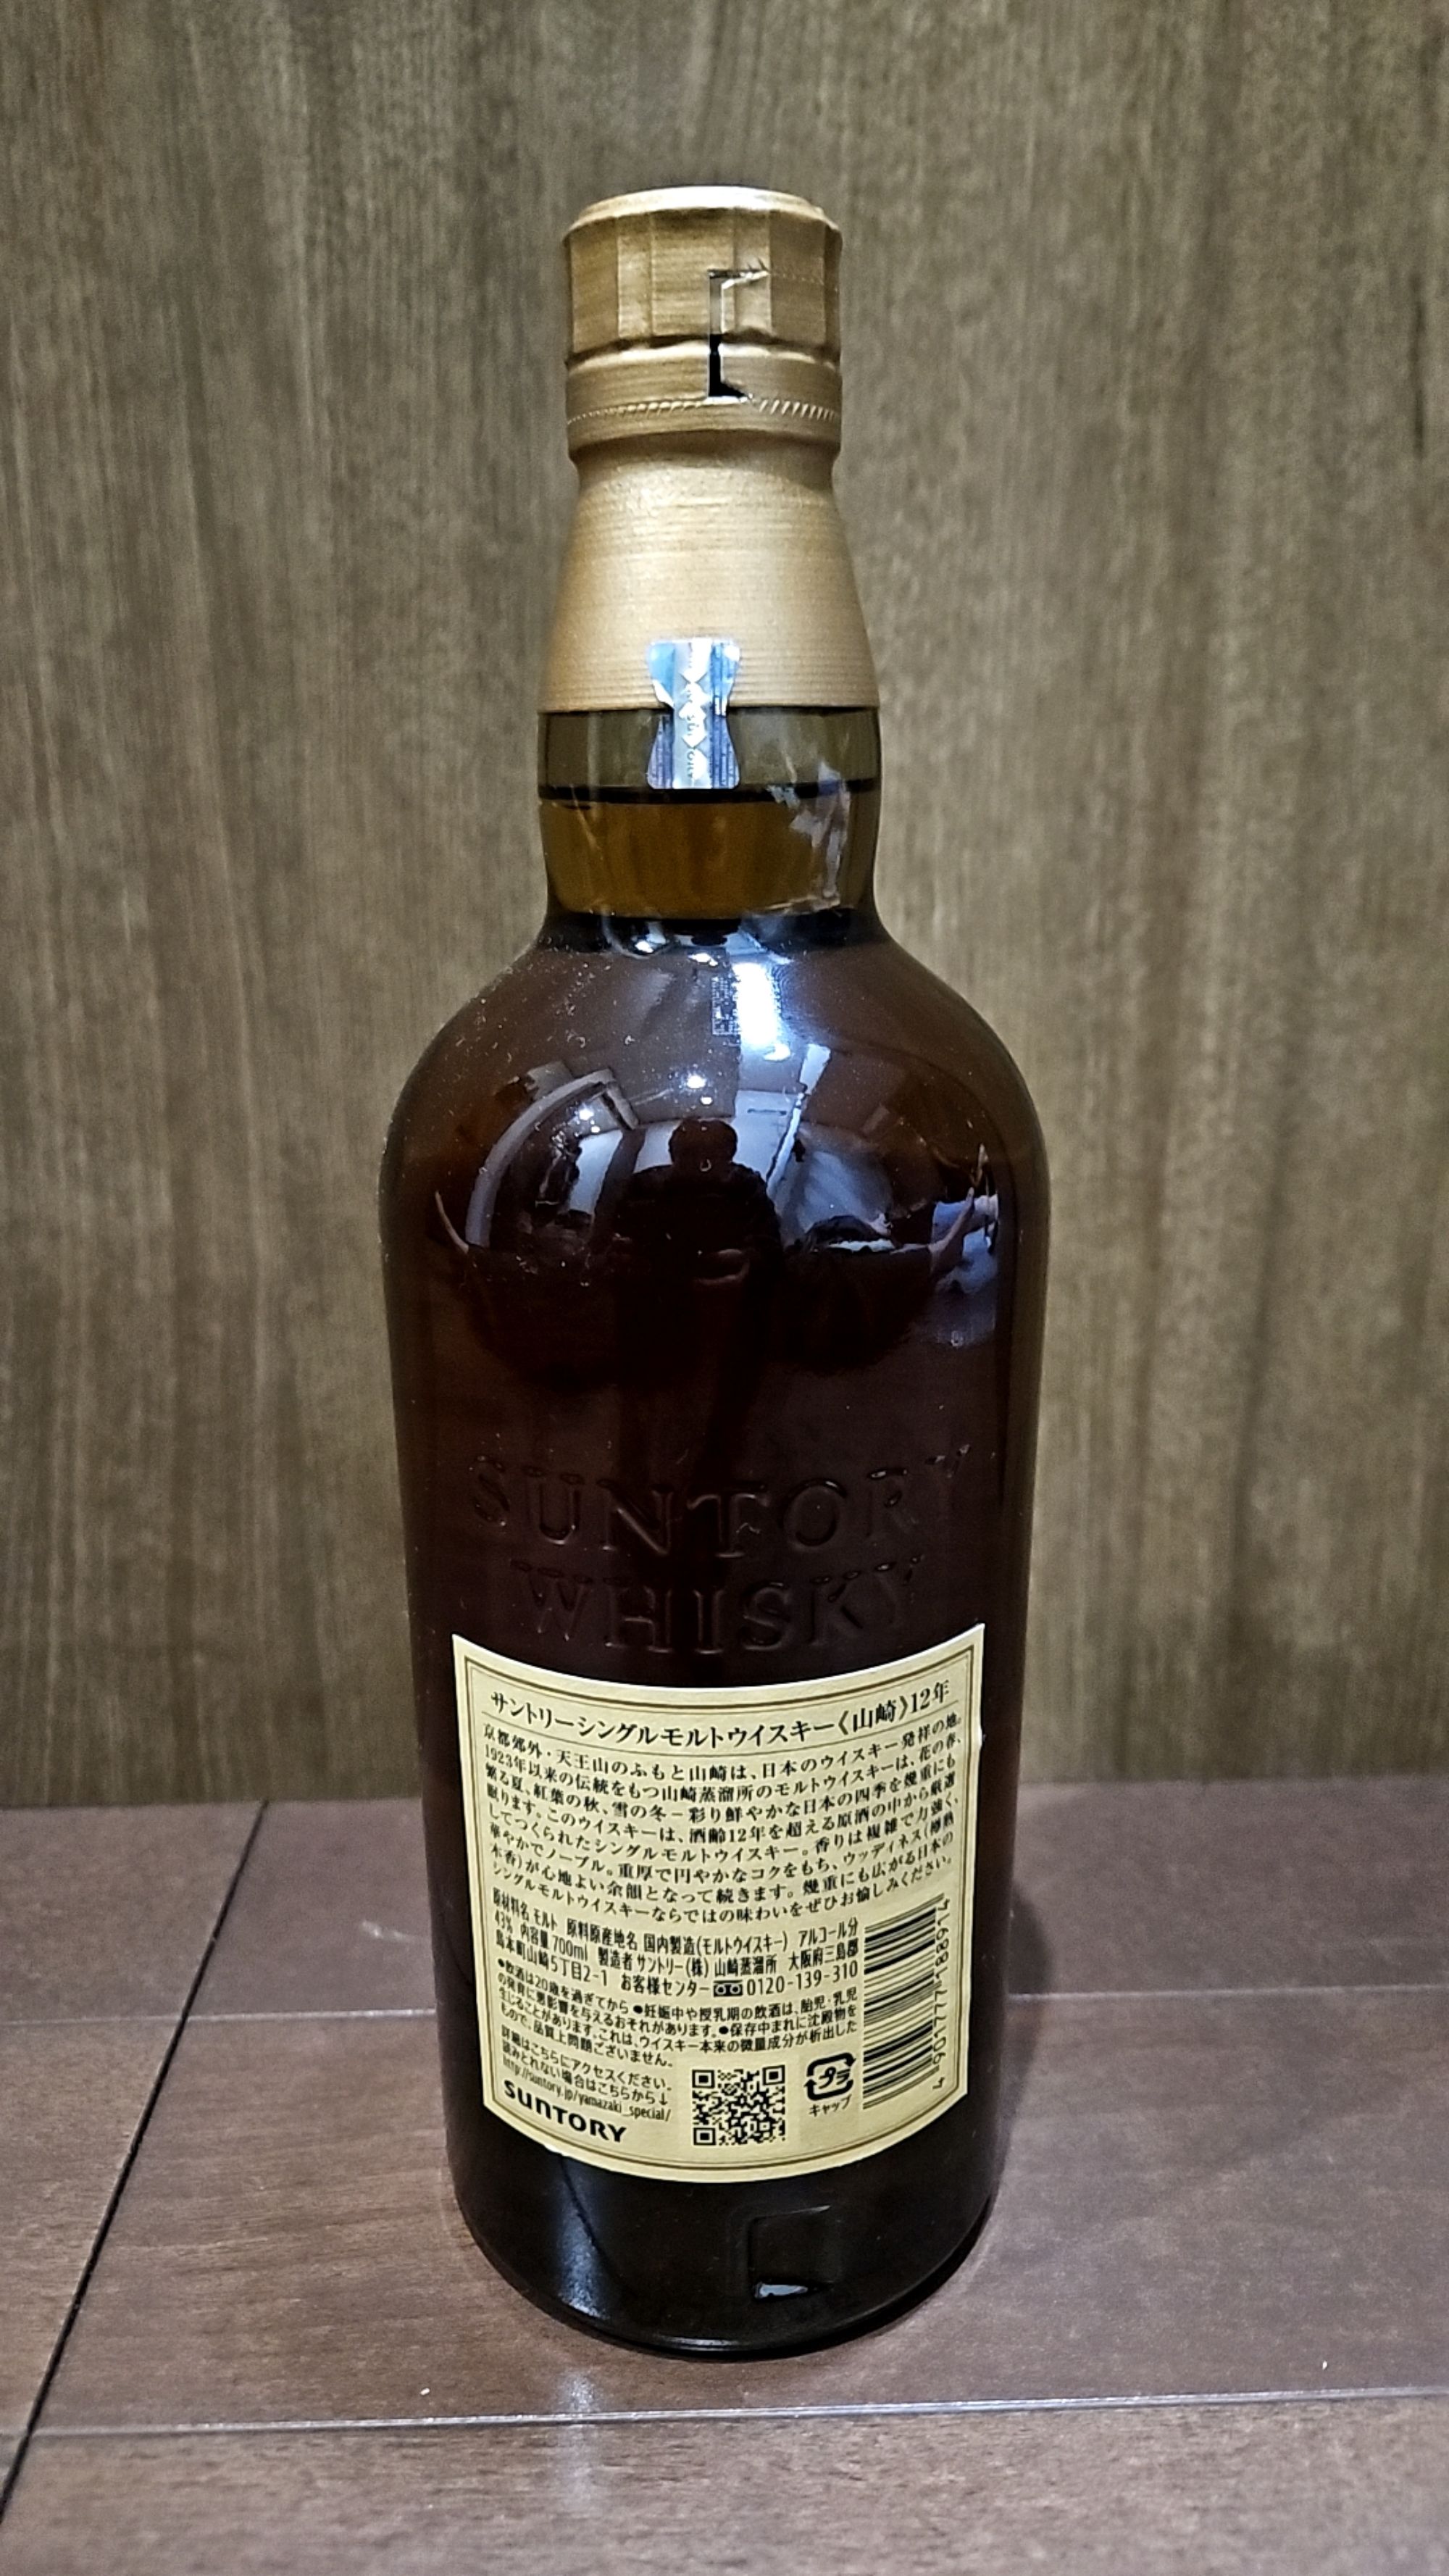 SUNTORY
WHISKY
サントリーシングルモルトウイスキー《山崎》12年
京都郊外・天王山のふもと山崎は、日本のウイスキー発祥の地。
1923年以来の伝統をもつ山崎蒸溜所のモルトウイスキーは、花の春、
繁る夏、紅葉の秋、雪の冬－彩り鮮やかな日本の四季を幾重にも
眠ります。このウイスキーは、酒齢12年を超える原酒の中から厳選
してつくられたシングルモルトウイスキー。香りは複雑で力強く、
華やかでノーブル。重厚で円やかなコクをもち、ウッディネス(樽熟
木香)が心地よい余韻となって続きます。幾重にも広がる日本の
シングルモルトウイスキーならではの味わいをぜひお愉しみください。
原材料名 モルト 原料原産地名 国内製造(モルトウイスキー) アルコール分
43% 内容量 700ml 製造者 サントリー(株) 山崎蒸溜所 大阪府三島郡
島本町山崎5丁目2-1 お客様センター 0120-139-310
●飲酒は20歳を過ぎてから ●妊娠中や授乳期の飲酒は、胎児・乳児
の発育に悪影響を与えるおそれがあります。●保存中まれに沈殿物を
生じることがあります。これは、ウイスキー本来の微量成分が析出した
もので、品質上問題ございません。
詳細はこちらにアクセスください。
読みとれない場合はこちらから↓
http://suntory.jp/yamazaki_special/
SUNTORY
プラ
キャップ
4901777188914